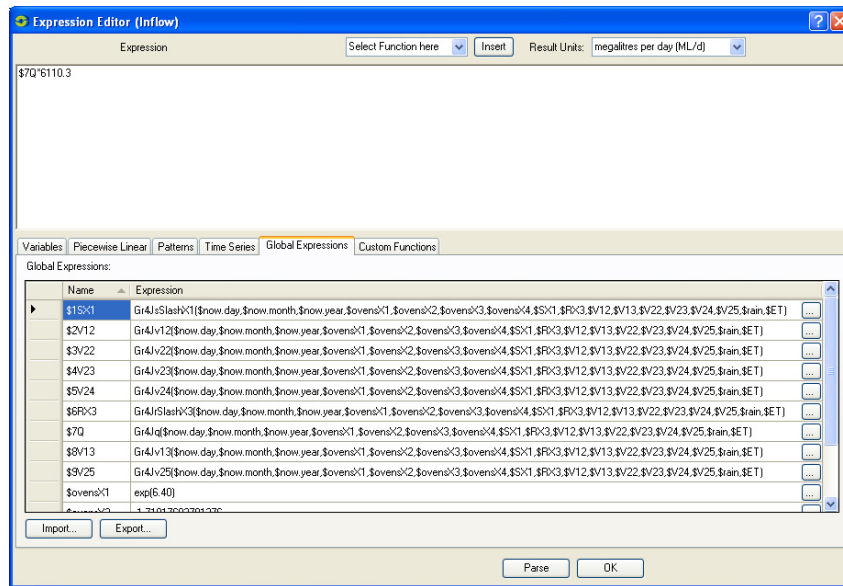 Expression Editor (Inflow)
Expression Select Function here Insert Result Units: megalitres per day (ML/d)
$7Q*6110.3
Variables Piecewise Linear Patterns Time Series Global Expressions Custom Functions
Global Expressions:
Name Expression
$1SX1 Gr4JsSlashX1($now.day,$now.month,$now.year,$ovensX1,$ovensX2,$ovensX3,$ovensX4,$SX1,$RX3,$V12,$V13,$V22,$V23,$V24,$V25,$rain,$ET) ...
$2V12 Gr4Jv12($now.day,$now.month,$now.year,$ovensX1,$ovensX2,$ovensX3,$ovensX4,$SX1,$RX3,$V12,$V13,$V22,$V23,$V24,$V25,$rain,$ET) ...
$3V22 Gr4Jv22($now.day,$now.month,$now.year,$ovensX1,$ovensX2,$ovensX3,$ovensX4,$SX1,$RX3,$V12,$V13,$V22,$V23,$V24,$V25,$rain,$ET) ...
$4V23 Gr4Jv23($now.day,$now.month,$now.year,$ovensX1,$ovensX2,$ovensX3,$ovensX4,$SX1,$RX3,$V12,$V13,$V22,$V23,$V24,$V25,$rain,$ET) ...
$5V24 Gr4Jv24($now.day,$now.month,$now.year,$ovensX1,$ovensX2,$ovensX3,$ovensX4,$SX1,$RX3,$V12,$V13,$V22,$V23,$V24,$V25,$rain,$ET) ...
$6RX3 Gr4JrSlashX3($now.day,$now.month,$now.year,$ovensX1,$ovensX2,$ovensX3,$ovensX4,$SX1,$RX3,$V12,$V13,$V22,$V23,$V24,$V25,$rain,$ET) ...
$7Q Gr4Jq($now.day,$now.month,$now.year,$ovensX1,$ovensX2,$ovensX3,$ovensX4,$SX1,$RX3,$V12,$V13,$V22,$V23,$V24,$V25,$rain,$ET) ...
$8V13 Gr4Jv13($now.day,$now.month,$now.year,$ovensX1,$ovensX2,$ovensX3,$ovensX4,$SX1,$RX3,$V12,$V13,$V22,$V23,$V24,$V25,$rain,$ET) ...
$9V25 Gr4Jv25($now.day,$now.month,$now.year,$ovensX1,$ovensX2,$ovensX3,$ovensX4,$SX1,$RX3,$V12,$V13,$V22,$V23,$V24,$V25,$rain,$ET) ...
$ovensX1 exp(6.40) ...
Import... Export...
Parse OK